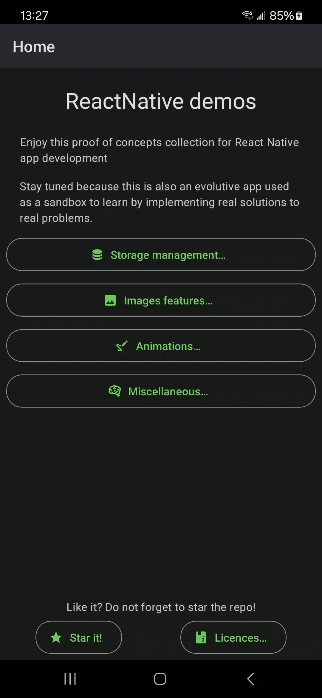 13:27 85%
Home
ReactNative demos
Enjoy this proof of concepts collection for React Native
app development
Stay tuned because this is also an evolutive app used
as a sandbox to learn by implementing real solutions to
real problems.
Storage management...
Images features...
Animations...
Miscellaneous...
Like it? Do not forget to star the repo!
Star it! Licences...